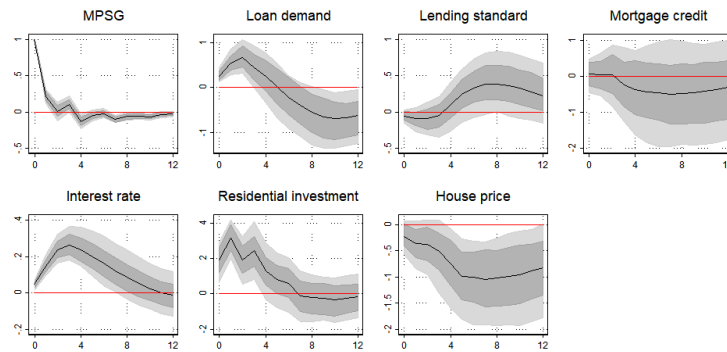 MPSG
1
.5
0
-.5
0 4 8 12
Loan demand
1
0
-1
0 4 8 12
Lending standard
1
.5
0
-.5
0 4 8 12
Mortgage credit
1
0
-1
-2
0 4 8 12
Interest rate
.4
.2
0
-.2
0 4 8 12
Residential investment
4
2
0
-2
0 4 8 12
House price
0
-.5
-1
-1.5
-2
0 4 8 12